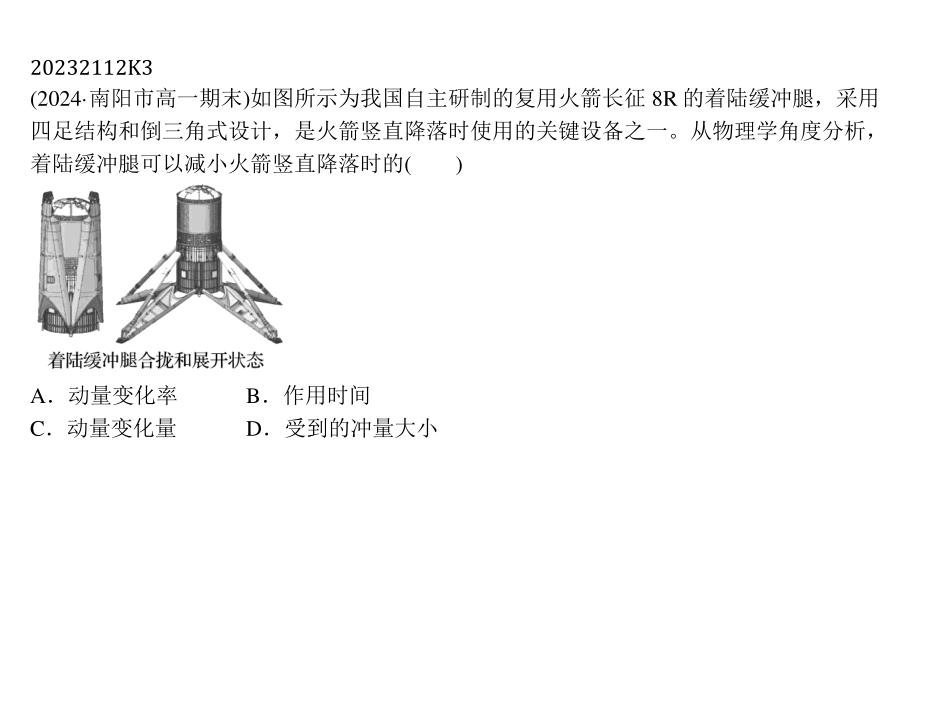 20232112K3
(2024·南阳市高一期末)如图所示为我国自主研制的复用火箭长征 8R 的着陆缓冲腿，采用
四足结构和倒三角式设计，是火箭竖直降落时使用的关键设备之一。从物理学角度分析，
着陆缓冲腿可以减小火箭竖直降落时的(　　)
着陆缓冲腿合拢和展开状态
A．动量变化率　　　B．作用时间
C．动量变化量　　　D．受到的冲量大小